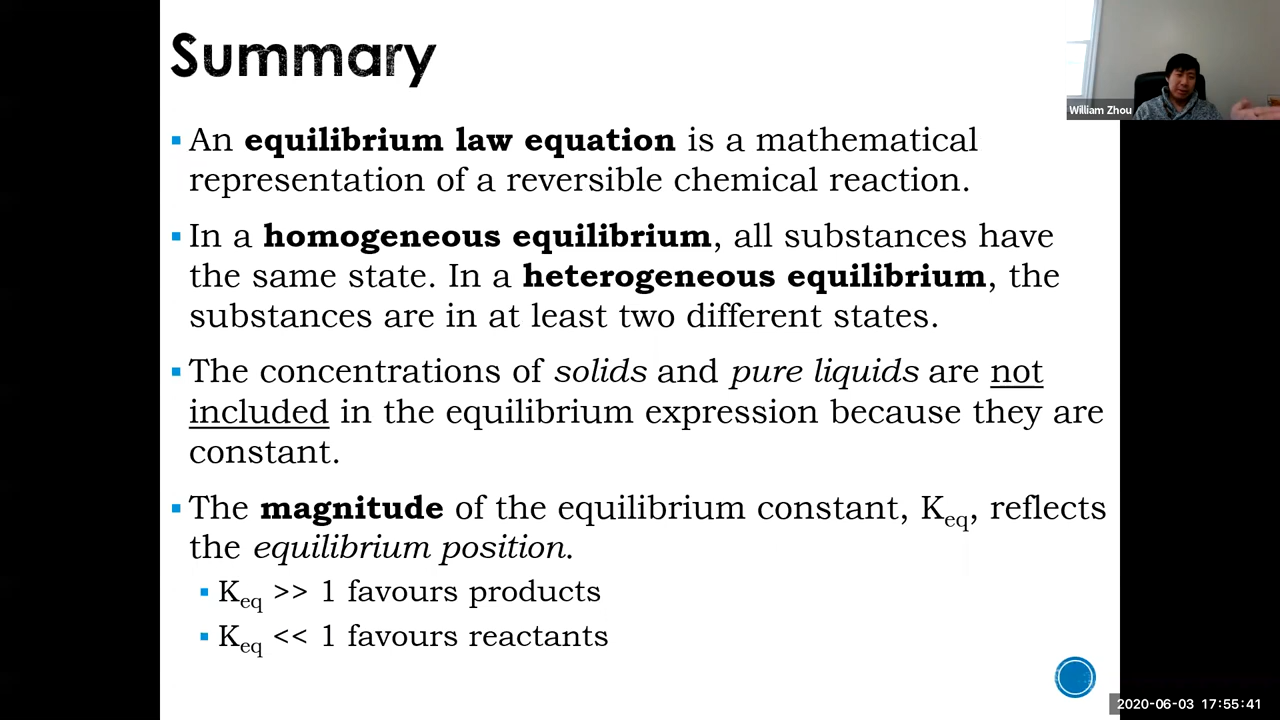 Summary
William Zhou
▪ An equilibrium law equation is a mathematical
representation of a reversible chemical reaction.
▪ In a homogeneous equilibrium, all substances have
the same state. In a heterogeneous equilibrium, the
substances are in at least two different states.
▪ The concentrations of solids and pure liquids are not
included in the equilibrium expression because they are
constant.
▪ The magnitude of the equilibrium constant, Keq, reflects
the equilibrium position.
▪ Keq >> 1 favours products
▪ Keq << 1 favours reactants
2020-06-03 17:55:41